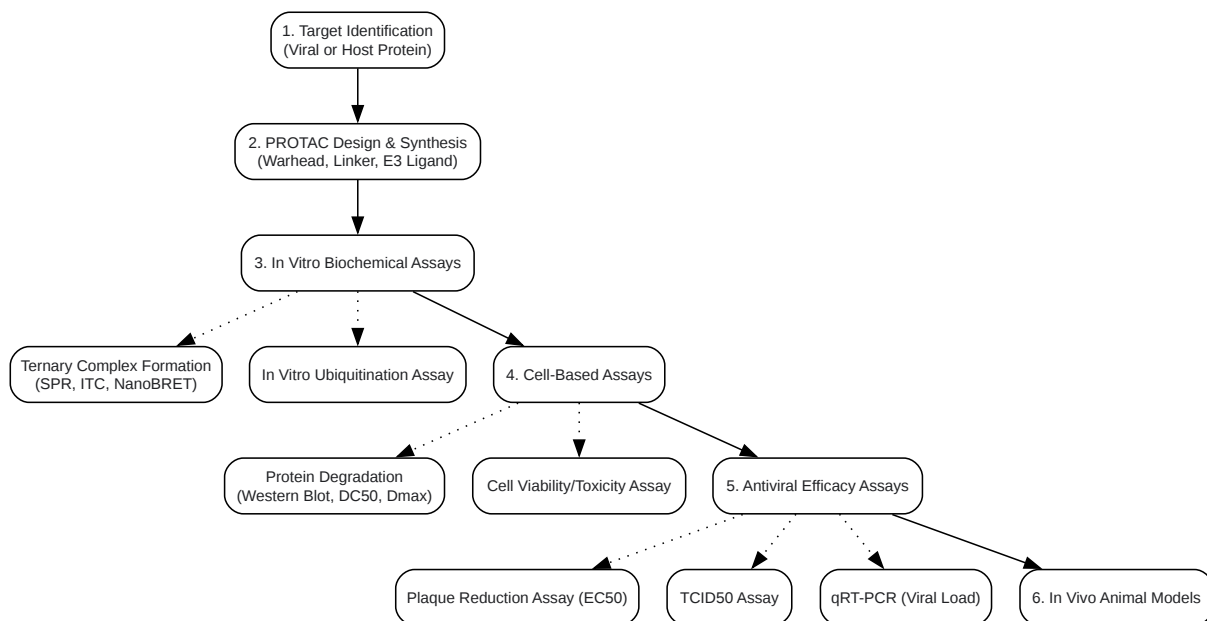 1. Target Identification
(Viral or Host Protein)
2. PROTAC Design & Synthesis
(Warhead, Linker, E3 Ligand)
3. In Vitro Biochemical Assays
Ternary Complex Formation
(SPR, ITC, NanoBRET)
In Vitro Ubiquitination Assay
4. Cell-Based Assays
Protein Degradation
(Western Blot, DC50, Dmax)
Cell Viability/Toxicity Assay
5. Antiviral Efficacy Assays
Plaque Reduction Assay (EC50)
TCID50 Assay
qRT-PCR (Viral Load)
6. In Vivo Animal Models